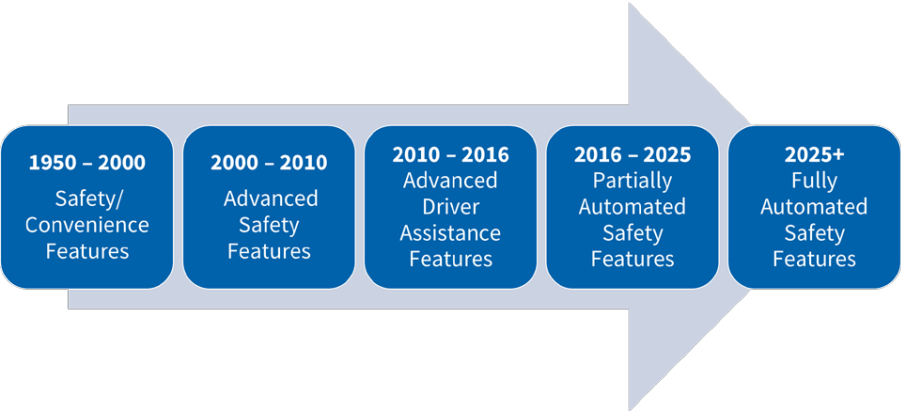 1950 – 2000
Safety/
Convenience
Features
2000 – 2010
Advanced
Safety
Features
2010 – 2016
Advanced
Driver
Assistance
Features
2016 – 2025
Partially
Automated
Safety
Features
2025+
Fully
Automated
Safety
Features